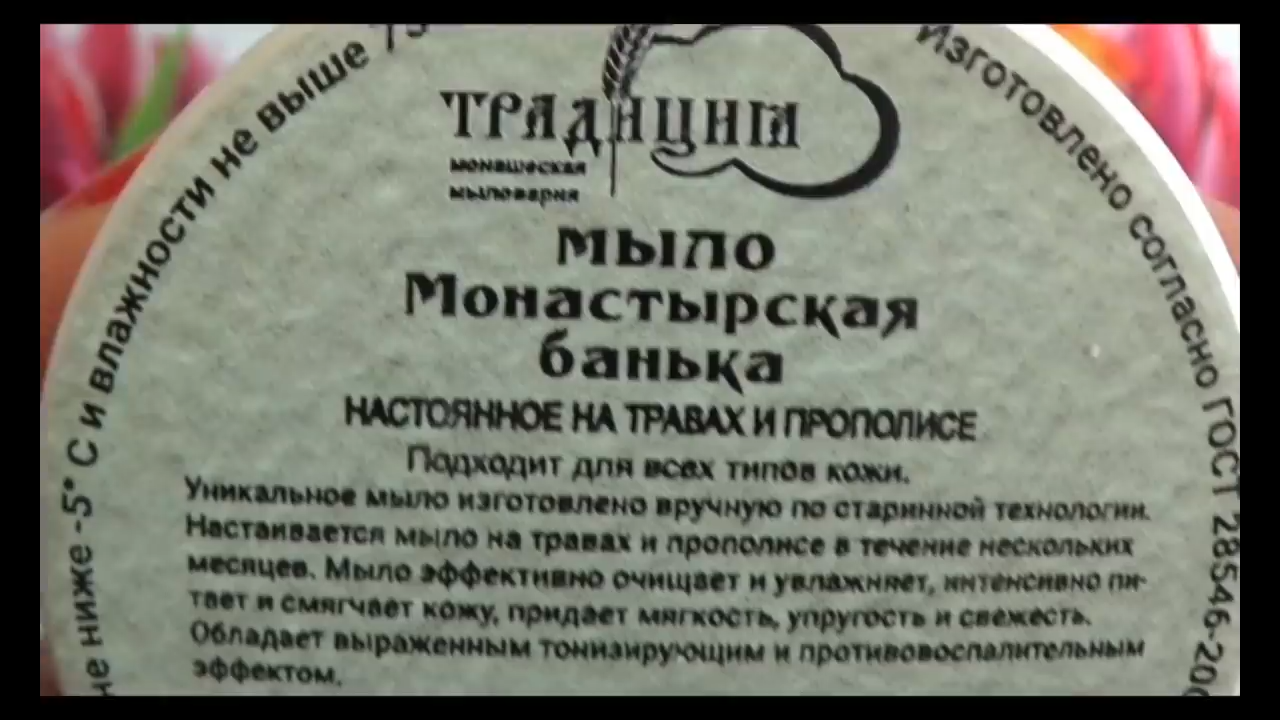 ТРАДИЦИИ
монашеская
мыловарня
мыло
Монастырская
банька
НАСТОЯННОЕ НА ТРАВАХ И ПРОПОЛИСЕ
Подходит для всех типов кожи.
Уникальное мыло изготовлено вручную по старинной технологии.
Настаивается мыло на травах и прополисе в течение нескольких
месяцев. Мыло эффективно очищает и увлажняет, интенсивно пи-
тает и смягчает кожу, придает мягкость, упругость и свежесть.
Обладает выраженным тонизирующим и противовоспалительным
эффектом.
не ниже -5° С и влажности не выше 75
Изготовлено согласно ГОСТ 28546-200